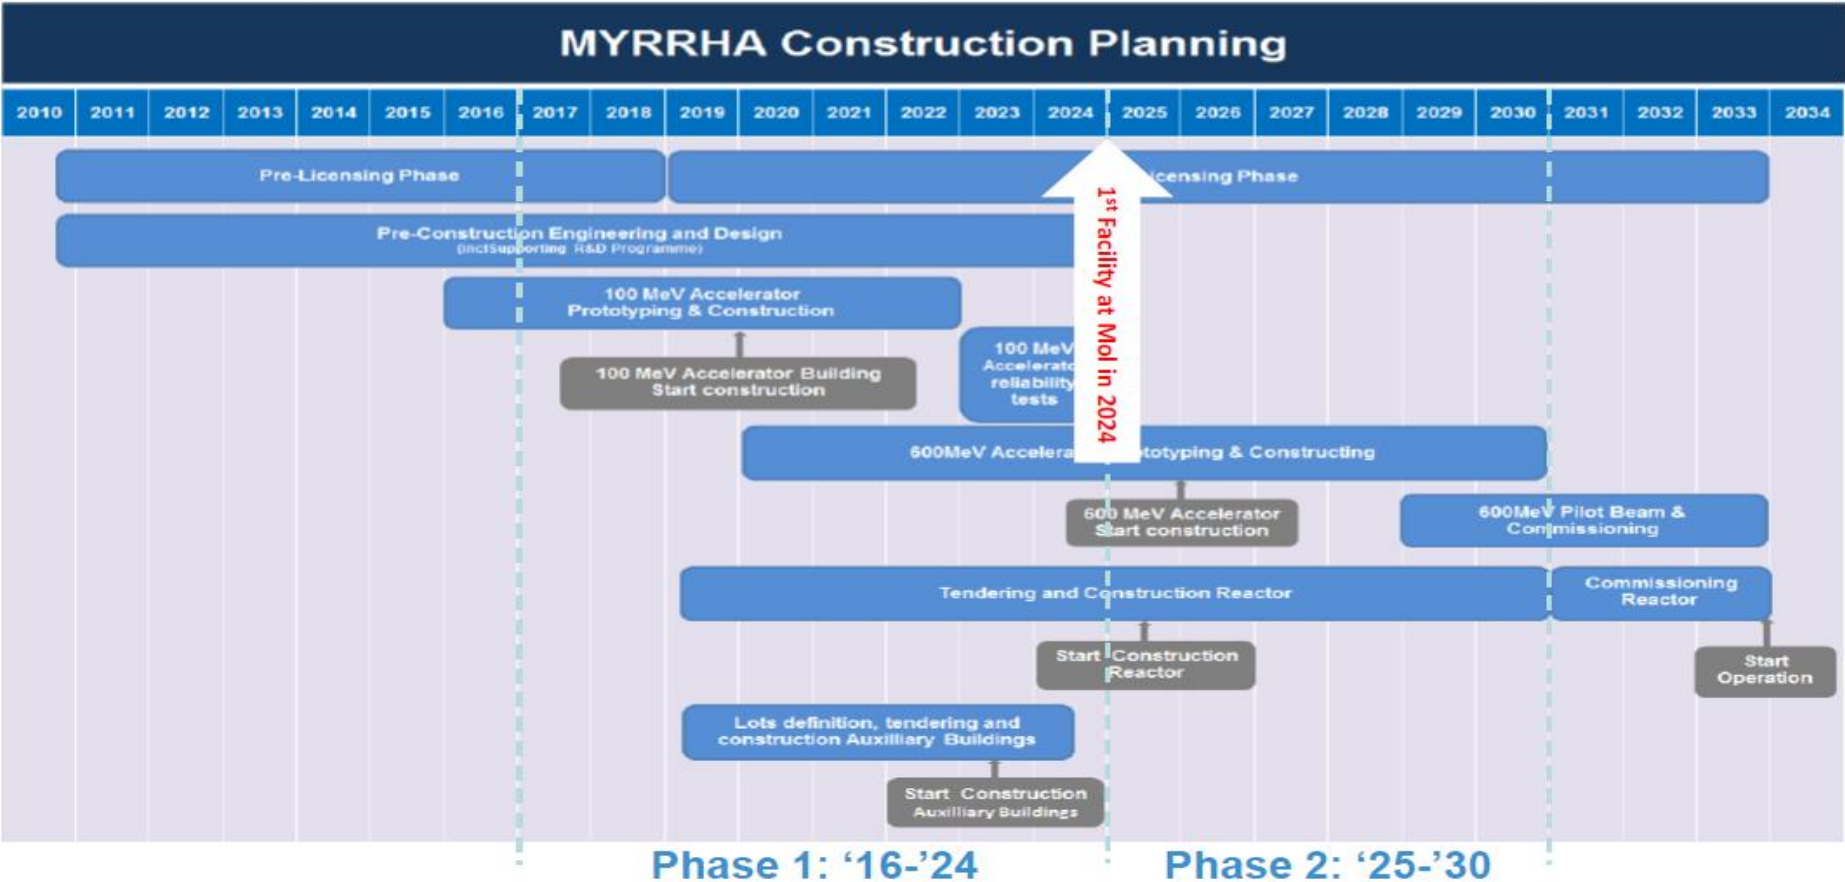 MYRRHA Construction Planning
2010 2011 2012 2013 2014 2015 2016 2017 2018 2019 2020 2021 2022 2023 2024 2025 2026 2027 2028 2029 2030 2031 2032 2033 2034
Pre-Licensing Phase
icensing Phase
Pre-Construction Engineering and Design
(inclSupporting R&D Programme)
100 MeV Accelerator
Prototyping & Construction
100 MeV Accelerator Building
Start construction
100 MeV
Accelerato
reliability
tests
1st Facility at Mol in 2024
600MeV Accelera ototyping & Constructing
600 MeV Accelerator
Start construction
600MeV Pilot Beam &
Commissioning
Tendering and Construction Reactor
Commissioning
Reactor
Start Construction
Reactor
Start
Operation
Lots definition, tendering and
construction Auxilliary Buildings
Start Construction
Auxilliary Buildings
Phase 1: ‘16-’24
Phase 2: ‘25-’30